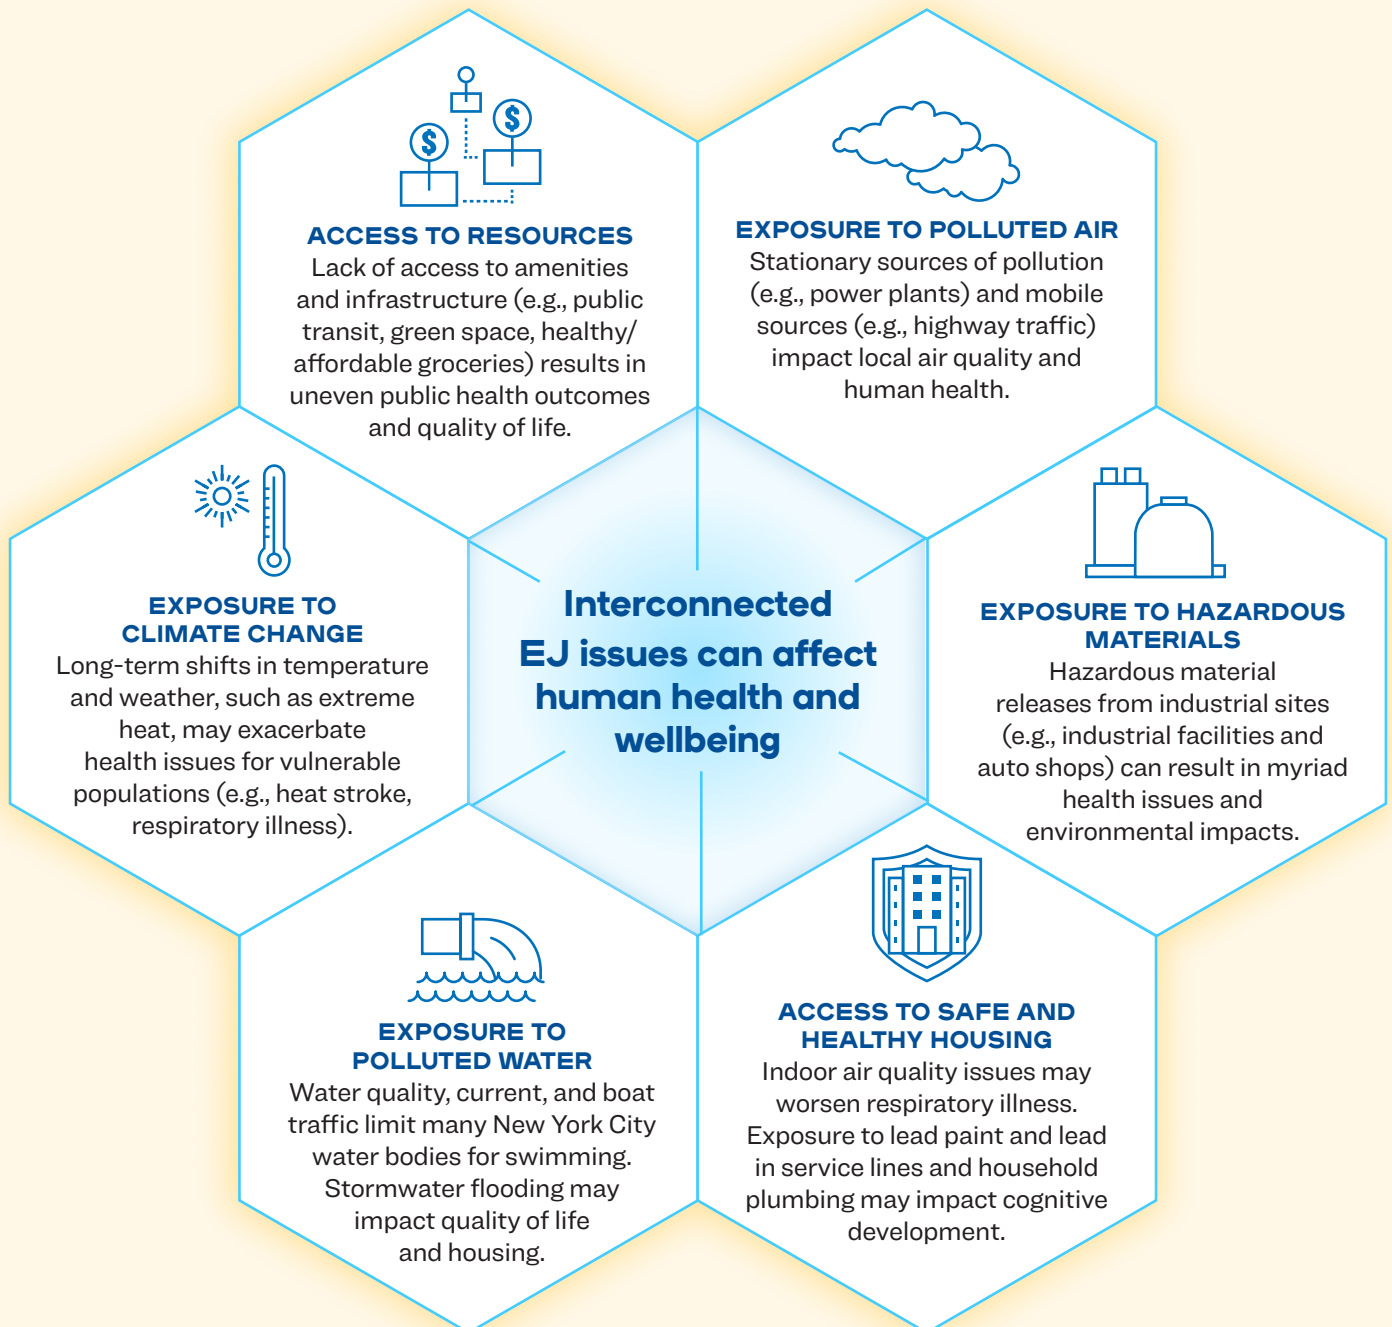 $
$
ACCESS TO RESOURCES
Lack of access to amenities
and infrastructure (e.g., public
transit, green space, healthy/
affordable groceries) results in
uneven public health outcomes
and quality of life.
EXPOSURE TO POLLUTED AIR
Stationary sources of pollution
(e.g., power plants) and mobile
sources (e.g., highway traffic)
impact local air quality and
human health.
EXPOSURE TO
CLIMATE CHANGE
Long-term shifts in temperature
and weather, such as extreme
heat, may exacerbate
health issues for vulnerable
populations (e.g., heat stroke,
respiratory illness).
Interconnected
EJ issues can affect
human health and
wellbeing
EXPOSURE TO HAZARDOUS
MATERIALS
Hazardous material
releases from industrial sites
(e.g., industrial facilities and
auto shops) can result in myriad
health issues and
environmental impacts.
EXPOSURE TO
POLLUTED WATER
Water quality, current, and boat
traffic limit many New York City
water bodies for swimming.
Stormwater flooding may
impact quality of life
and housing.
ACCESS TO SAFE AND
HEALTHY HOUSING
Indoor air quality issues may
worsen respiratory illness.
Exposure to lead paint and lead
in service lines and household
plumbing may impact cognitive
development.